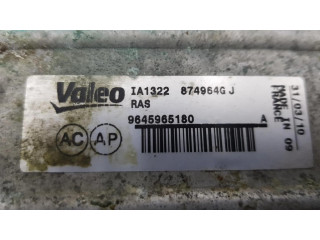 Valeo
IA1322 874964G J
RAS
9645965180 A
AC AP
31/03/10
MADE IN 09
FRANCE